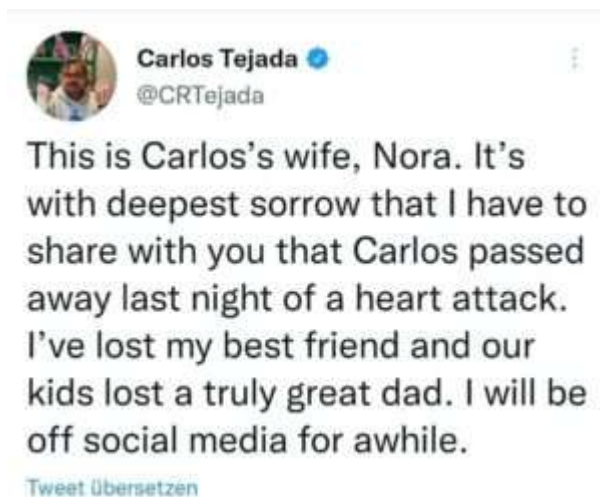 Carlos Tejada
@CRTejada
This is Carlos's wife, Nora. It's
with deepest sorrow that I have to
share with you that Carlos passed
away last night of a heart attack.
I've lost my best friend and our
kids lost a truly great dad. I will be
off social media for awhile.
Tweet übersetzen